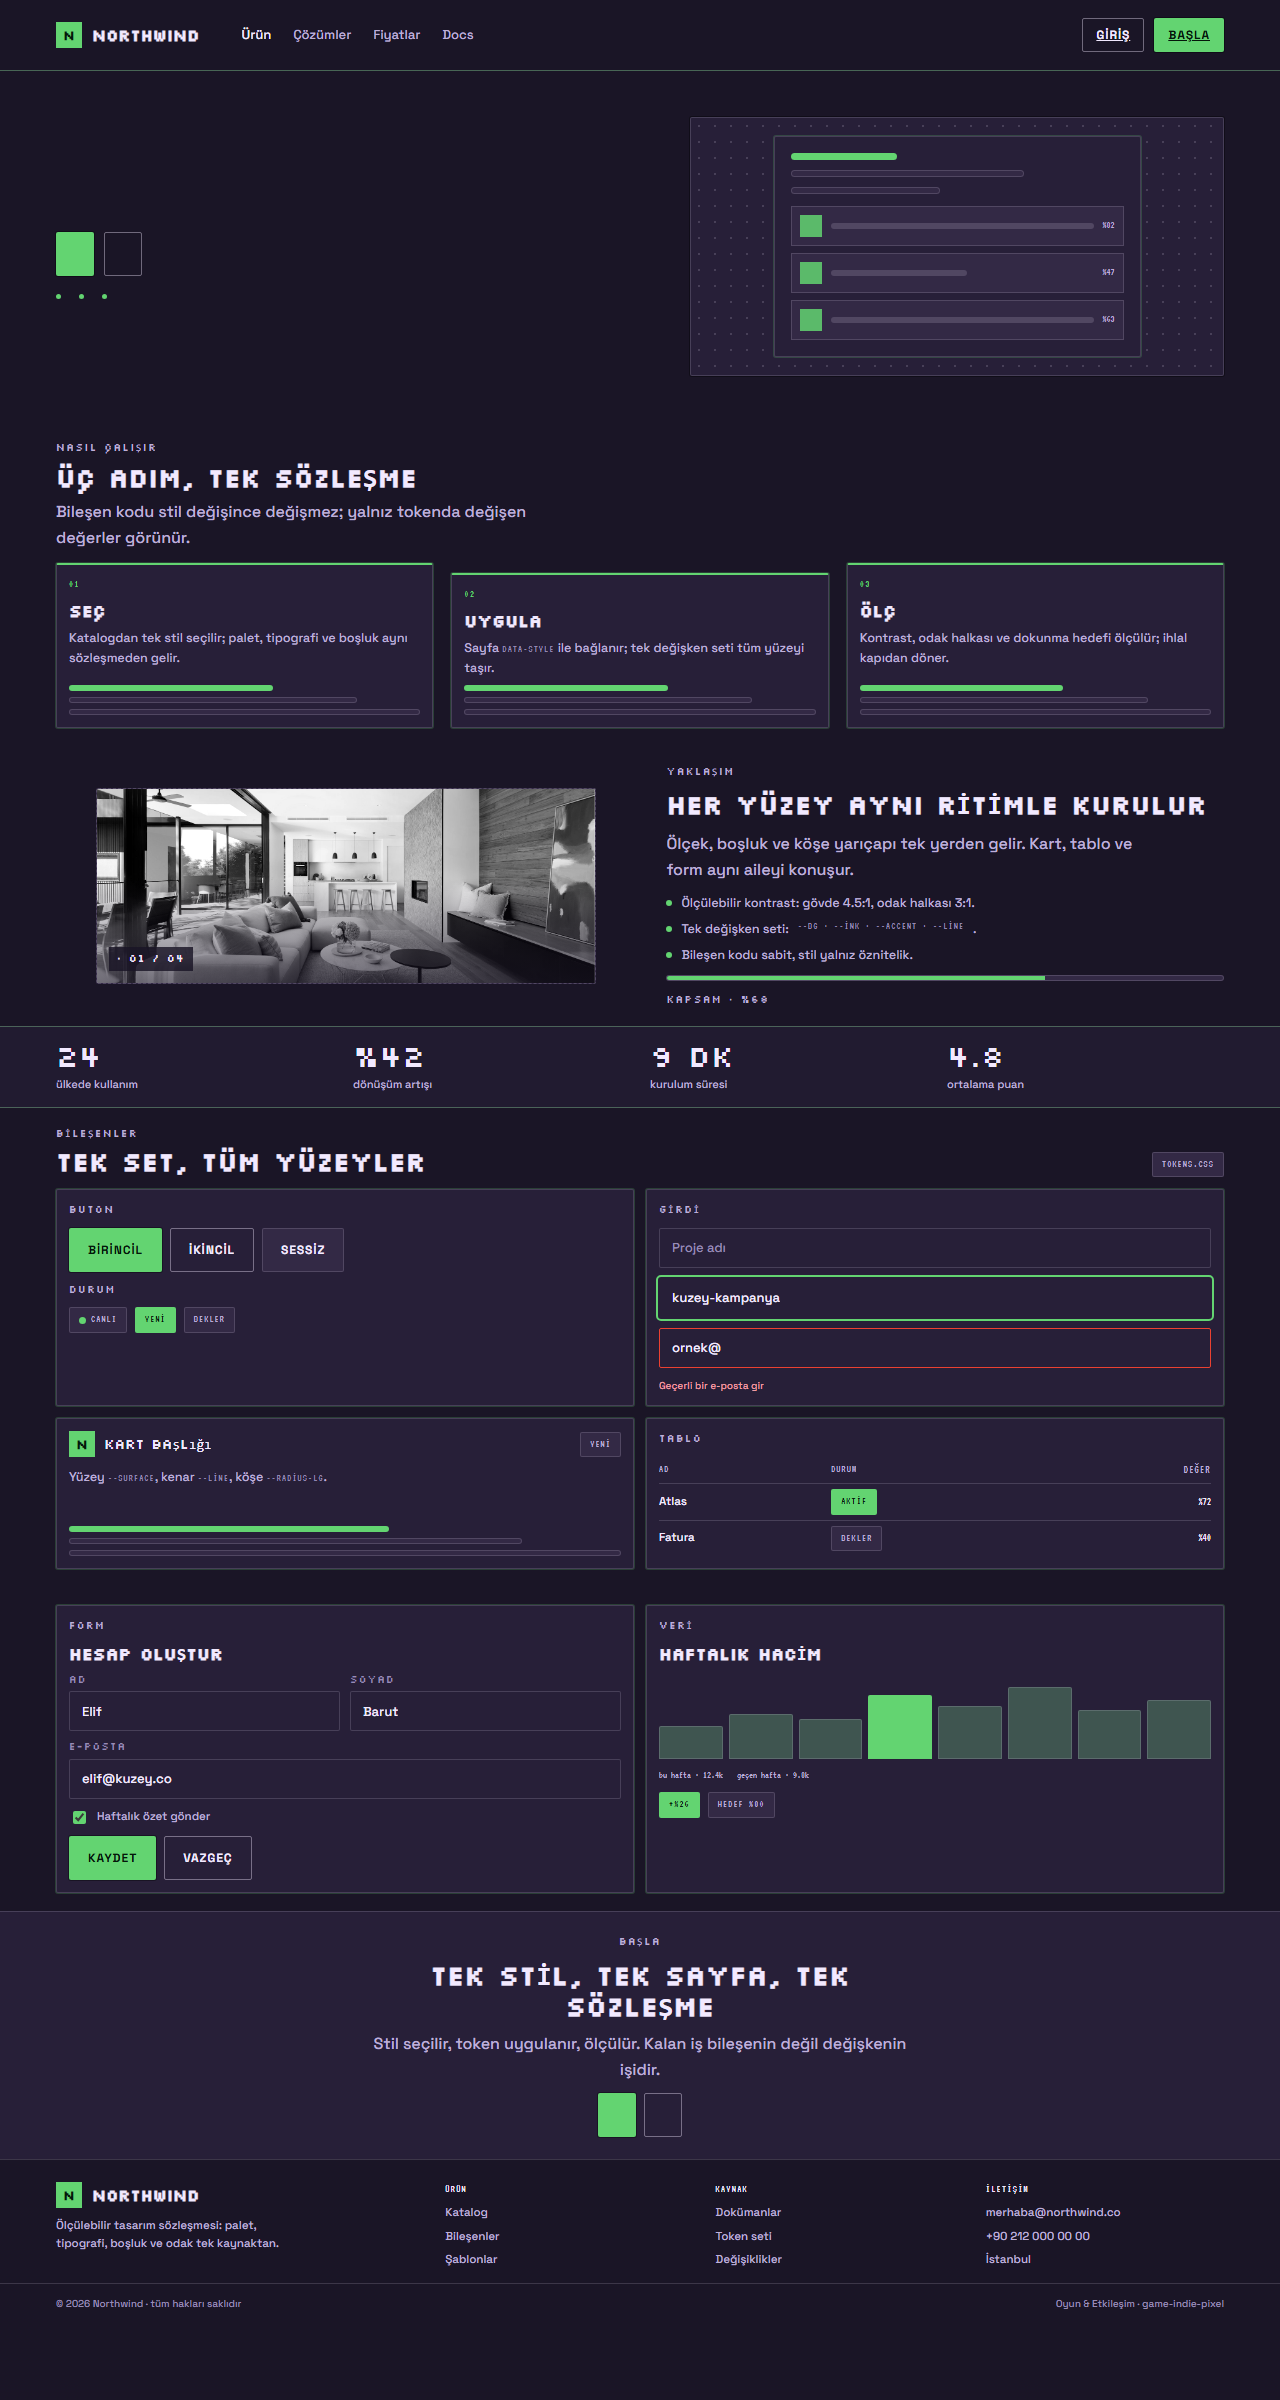 N NORTHWIND Ürün Çözümler Fiyatlar Docs GİRİŞ BAŞLA
%02
%47
%63
NASIL ÇALIŞIR
ÜÇ ADIM, TEK SÖZLEŞME
Bileşen kodu stil değişince değişmez; yalnız tokenda değişen
değerler görünür.
01
SEÇ
Katalogdan tek stil seçilir; palet, tipografi ve boşluk aynı
sözleşmeden gelir.
02
UYGULA
Sayfa DATA-STYLE ile bağlanır; tek değişken seti tüm yüzeyi
taşır.
03
ÖLÇ
Kontrast, odak halkası ve dokunma hedefi ölçülür; ihlal
kapıdan döner.
· 01 / 04
YAKLAŞIM
HER YÜZEY AYNI RİTİMLE KURULUR
Ölçek, boşluk ve köşe yarıçapı tek yerden gelir. Kart, tablo ve
form aynı aileyi konuşur.
Ölçülebilir kontrast: gövde 4.5:1, odak halkası 3:1.
Tek değişken seti: --BG · --İNK · --ACCENT · --LİNE .
Bileşen kodu sabit, stil yalnız öznitelik.
KAPSAM · %68
24
ülkede kullanım
%42
dönüşüm artışı
9 DK
kurulum süresi
4.8
ortalama puan
BİLEŞENLER
TEK SET, TÜM YÜZEYLER
TOKENS.CSS
BUTON
BİRİNCİL İKİNCİL SESSİZ
DURUM
CANLI YENİ DEKLER
GİRDİ
Proje adı
kuzey-kampanya
ornek@
Geçerli bir e-posta gir
N KART BAŞLığı YENİ
Yüzey --SURFACE, kenar --LİNE, köşe --RADİUS-LG.
TABLO
AD DURUM DEĞER
Atlas AKTİF %72
Fatura DEKLER %40
FORM
HESAP OLUŞTUR
AD SOYAD
Elif Barut
E-POSTA
elif@kuzey.co
Haftalık özet gönder
KAYDET VAZGEÇ
VERİ
HAFTALIK HACİM
bu hafta · 12.4k geçen hafta · 9.8k
+%26 HEDEF %80
BAŞLA
TEK STİL, TEK SAYFA, TEK
SÖZLEŞME
Stil seçilir, token uygulanır, ölçülür. Kalan iş bileşenin değil değişkenin
işidir.
N NORTHWIND
Ölçülebilir tasarım sözleşmesi: palet,
tipografi, boşluk ve odak tek kaynaktan.
ÜRÜN
Katalog
Bileşenler
Şablonlar
KAYNAK
Dokümanlar
Token seti
Değişiklikler
İLETİŞİM
merhaba@northwind.co
+90 212 000 00 00
İstanbul
© 2026 Northwind · tüm hakları saklıdır
Oyun & Etkileşim · game-indie-pixel